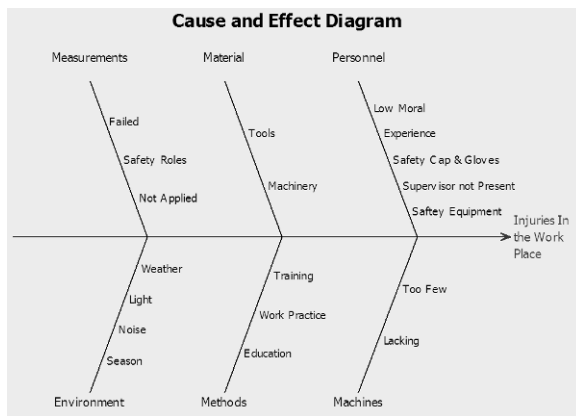 Cause and Effect Diagram
Measurements
Material
Personnel
Failed
Safety Roles
Not Applied
Tools
Machinery
Low Moral
Experience
Safety Cap & Gloves
Supervisor not Present
Saftey Equipment
Injuries In
the Work
Place
Weather
Light
Noise
Season
Training
Work Practice
Education
Too Few
Lacking
Environment
Methods
Machines